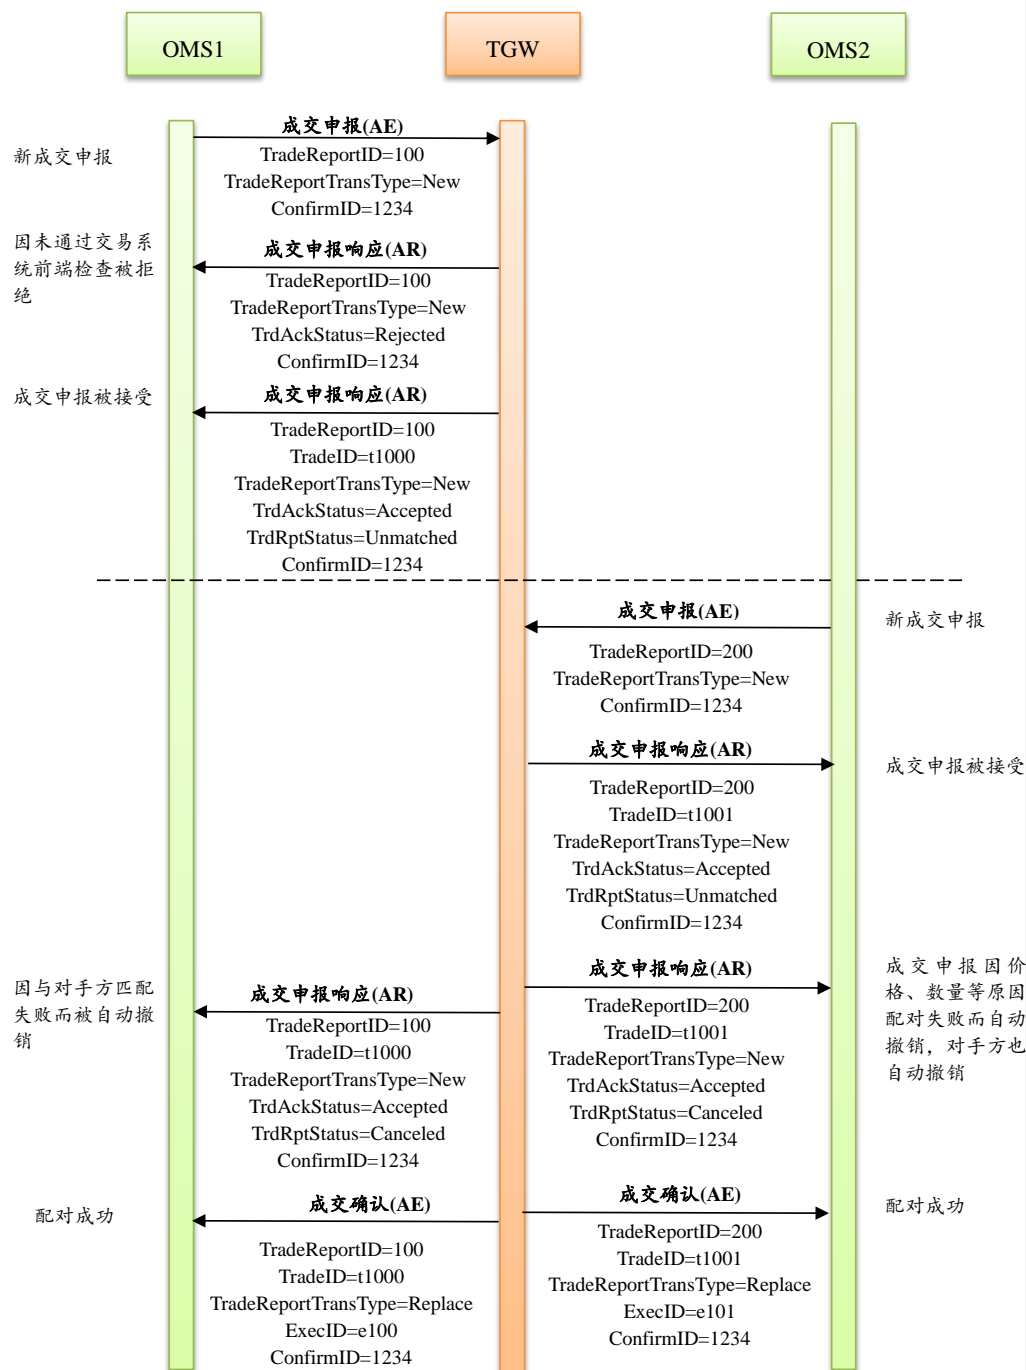 OMS1
TGW
OMS2
成交申报(AE)
新成交申报
TradeReportID=100
TradeReportTransType=New
ConfirmID=1234
因未通过交易系
统前端检查被拒
绝
成交申报响应(AR)
TradeReportID=100
TradeReportTransType=New
TrdAckStatus=Rejected
ConfirmID=1234
成交申报被接受
成交申报响应(AR)
TradeReportID=100
TradeID=t1000
TradeReportTransType=New
TrdAckStatus=Accepted
TrdRptStatus=Unmatched
ConfirmID=1234
成交申报(AE)
新成交申报
TradeReportID=200
TradeReportTransType=New
ConfirmID=1234
成交申报响应(AR)
成交申报被接受
TradeReportID=200
TradeID=t1001
TradeReportTransType=New
TrdAckStatus=Accepted
TrdRptStatus=Unmatched
ConfirmID=1234
因与对手方匹配
失败而被自动撤
销
成交申报响应(AR)
TradeReportID=100
TradeID=t1000
TradeReportTransType=New
TrdAckStatus=Accepted
TrdRptStatus=Canceled
ConfirmID=1234
成交申报响应(AR)
TradeReportID=200
TradeID=t1001
TradeReportTransType=New
TrdAckStatus=Accepted
TrdRptStatus=Canceled
ConfirmID=1234
成交申报因价
格、数量等原因
配对失败而自动
撤销，对手方也
自动撤销
配对成功
成交确认(AE)
TradeReportID=100
TradeID=t1000
TradeReportTransType=Replace
ExecID=e100
ConfirmID=1234
成交确认(AE)
TradeReportID=200
TradeID=t1001
TradeReportTransType=Replace
ExecID=e101
ConfirmID=1234
配对成功